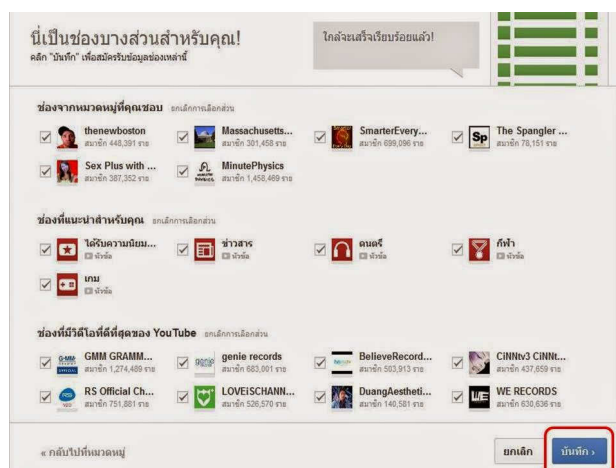 นี่เป็นช่องบางส่วนสำหรับคุณ!
คลิก "บันทึก" เพื่อสมัครรับข้อมูลช่องเหล่านี้
ใกล้จะเสร็จเรียบร้อยแล้ว!
ช่องจากหมวดหมู่ที่คุณชอบ ยกเลิกการเลือกส่วน
thenewboston
สมาชิก 448,391 ราย
Massachusetts...
สมาชิก 301,458 ราย
SmarterEvery...
สมาชิก 699,096 ราย
Sp
The Spangler ...
สมาชิก 78,151 ราย
Sex Plus with ...
สมาชิก 387,352 ราย
MinutePhysics
สมาชิก 1,458,469 ราย
ช่องที่แนะนำสำหรับคุณ ยกเลิกการเลือกส่วน
ได้รับความนิยม...
หัวข้อ
ข่าวสาร
หัวข้อ
ดนตรี
หัวข้อ
กีฬา
หัวข้อ
เกม
หัวข้อ
ช่องที่มีวิดีโอที่ดีที่สุดของ YouTube ยกเลิกการเลือกส่วน
GMM
GMM GRAMM...
สมาชิก 1,274,489 ราย
genie
genie records
สมาชิก 683,001 ราย
BelieveRecord...
สมาชิก 503,913 ราย
CiNNtv3 CiNNt...
สมาชิก 437,659 ราย
RS
RS Official Ch...
สมาชิก 751,881 ราย
LOVEiSCHANN...
สมาชิก 526,570 ราย
DuangAestheti...
สมาชิก 140,581 ราย
WE
WE RECORDS
สมาชิก 630,636 ราย
« กลับไปที่หมวดหมู่
ยกเลิก
บันทึก ›